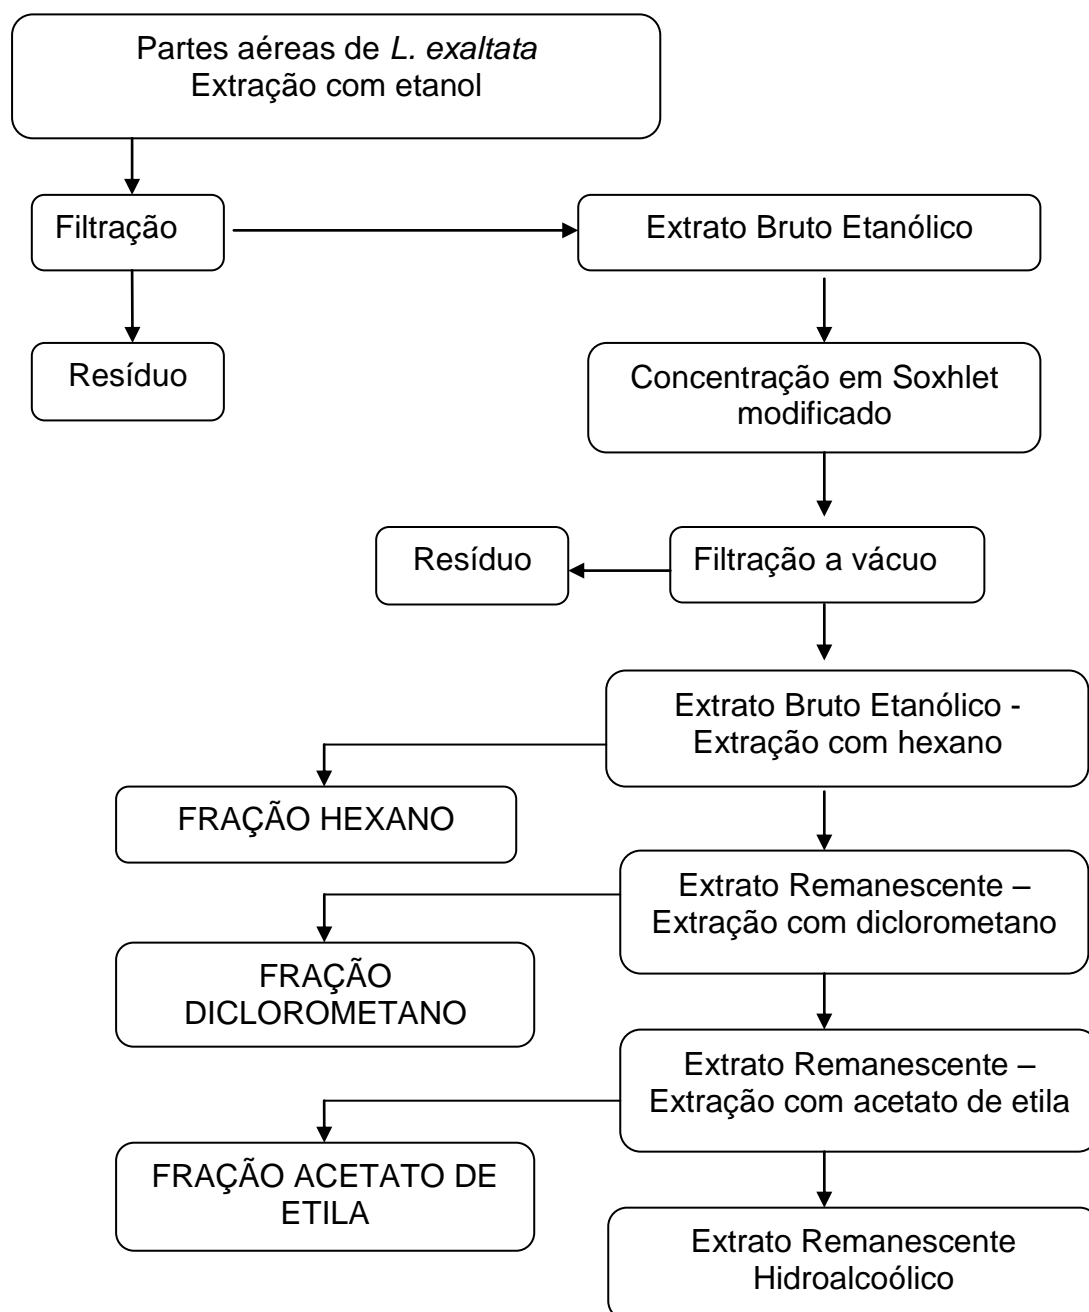 Partes aéreas de L. exaltata
Extração com etanol
Filtração
Extrato Bruto Etanólico
Resíduo
Concentração em Soxhlet
modificado
Resíduo
Filtração a vácuo
Extrato Bruto Etanólico -
Extração com hexano
FRAÇÃO HEXANO
Extrato Remanescente –
Extração com diclorometano
FRAÇÃO
DICLOROMETANO
Extrato Remanescente –
Extração com acetato de etila
FRAÇÃO ACETATO DE
ETILA
Extrato Remanescente
Hidroalcoólico